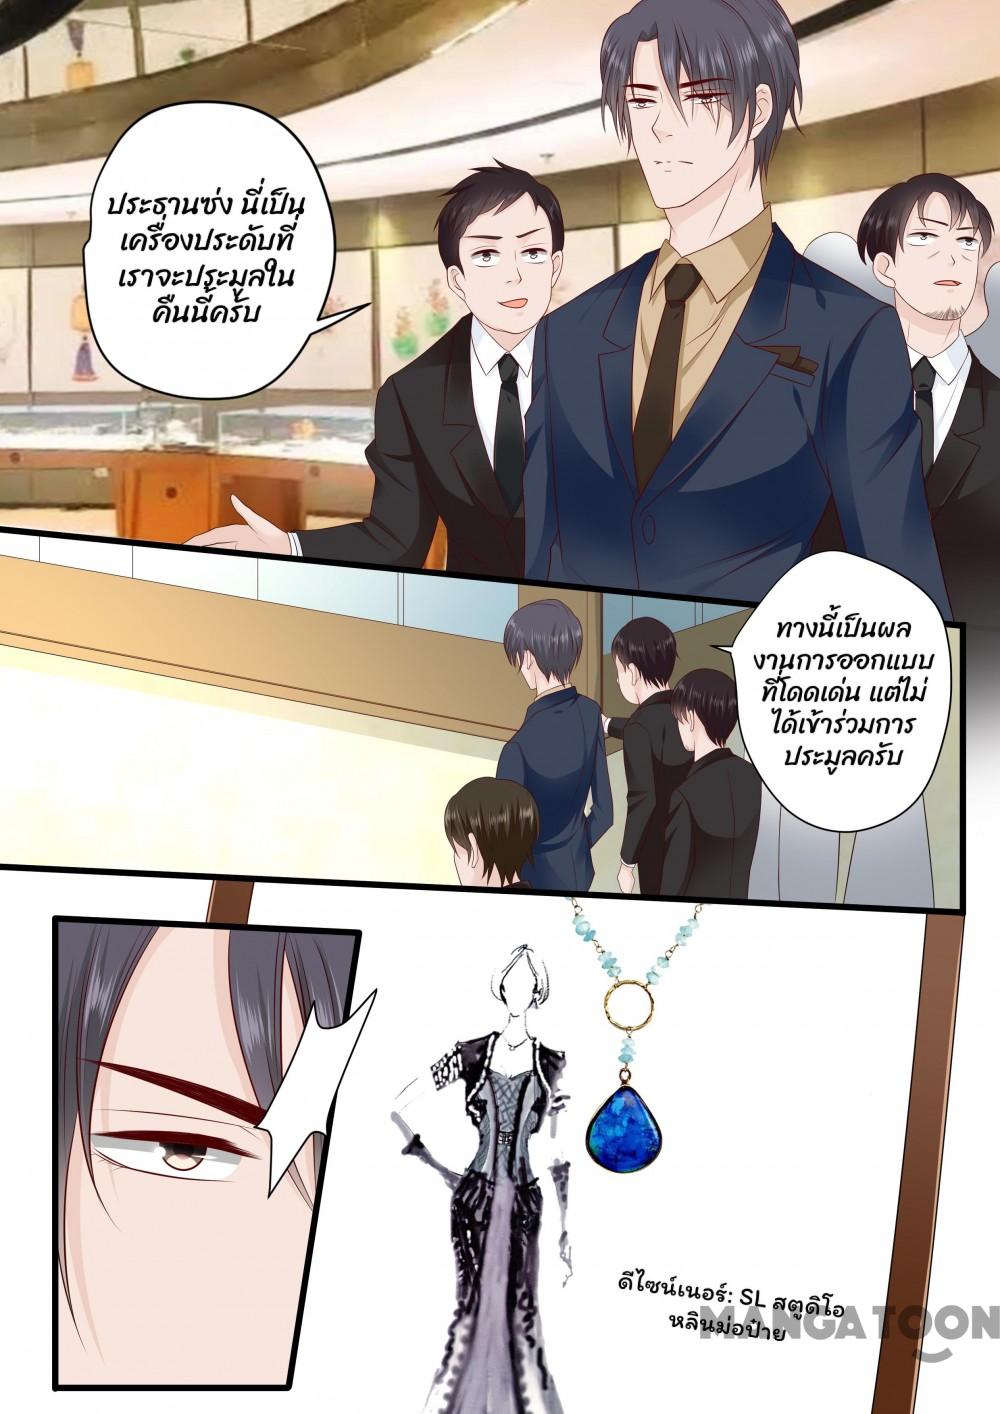 ประธานซ่ง นี่เป็น
เครื่องประดับที่
เราจะประมูลใน
คืนนี้ครับ
ทางนี้เป็นผล
งานการออกแบบ
ที่โดดเด่น แต่ไม่
ได้เข้าร่วมการ
ประมูลครับ
ดีไซน์เนอร์: SL สตูดิโอ
หลินม่อป๋าย
MANGATOON